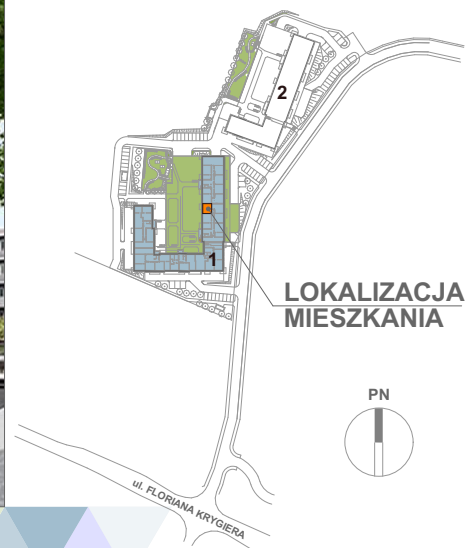 2
1
LOKALIZACJA
MIESZKANIA
PN
ul. FLORIANA KRYGIERA